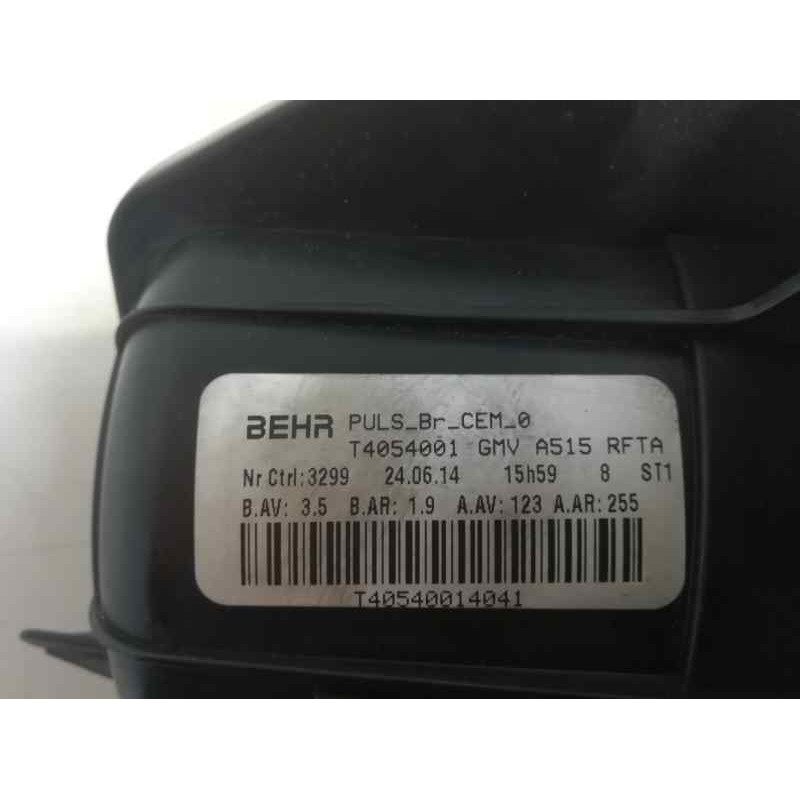 BEHR PULS_Br_CEM_0
T4054001 GMV A515 RFTA
Nr Ctrl:3299 24.06.14 15h59 8 ST1
B.AV: 3.5 B.AR: 1.9 A.AV: 123 A.AR: 255
T40540014041